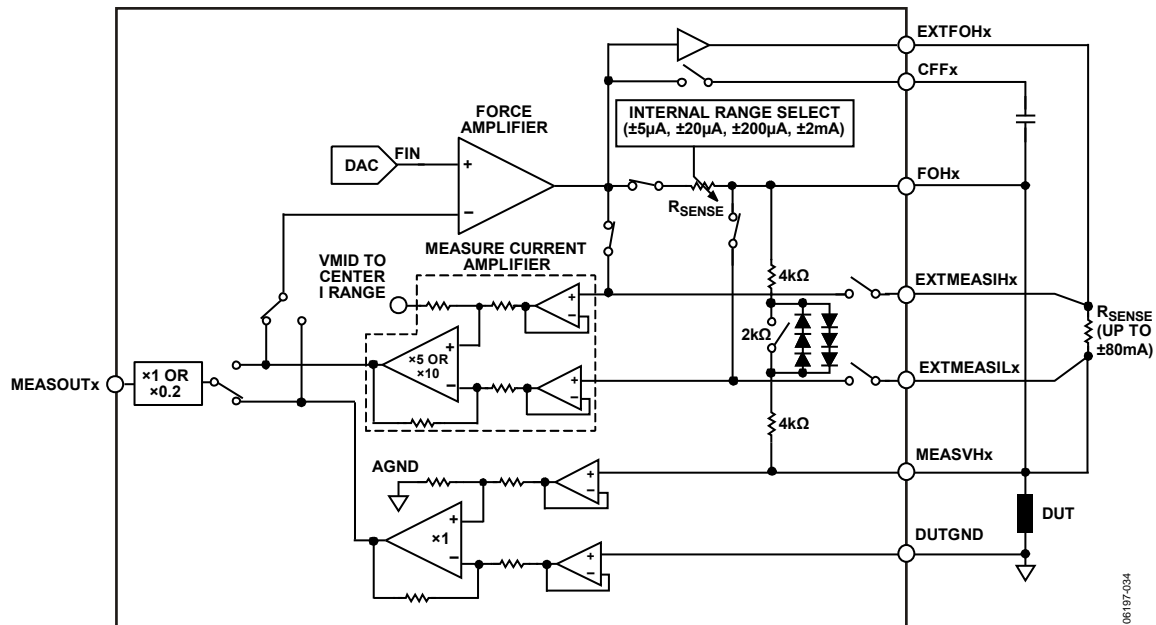 EXTFOHx
CFFx
FORCE
AMPLIFIER
INTERNAL RANGE SELECT
(±5µA, ±20µA, ±200µA, ±2mA)
DAC
FIN
+
−
FOHx
RSENSE
MEASURE CURRENT
AMPLIFIER
VMID TO
CENTER
I RANGE
4kΩ
+
−
EXTMEASIHx
RSENSE
(UP TO
±80mA)
2kΩ
+
×5 OR
×10
−
MEASOUTx
×1 OR
×0.2
+
−
EXTMEASILx
4kΩ
AGND
MEASVHx
+
−
+
×1
−
DUT
DUTGND
+
−
06197-034